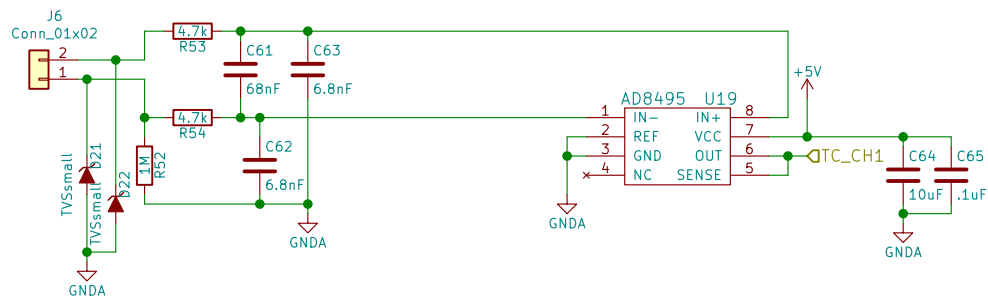 J6
Conn_01x02
2
1
4.7k
R53
C61
68nF
C63
6.8nF
4.7k
R54
1M
R52
C62
6.8nF
D21
TVSsmall
D22
TVSsmall
GNDA
GNDA
AD8495 U19
1 IN- IN+ 8
2 REF VCC 7
3 GND OUT 6
4 NC SENSE 5
GNDA
+5V
TC_CH1
C64
10uF
C65
.1uF
GNDA